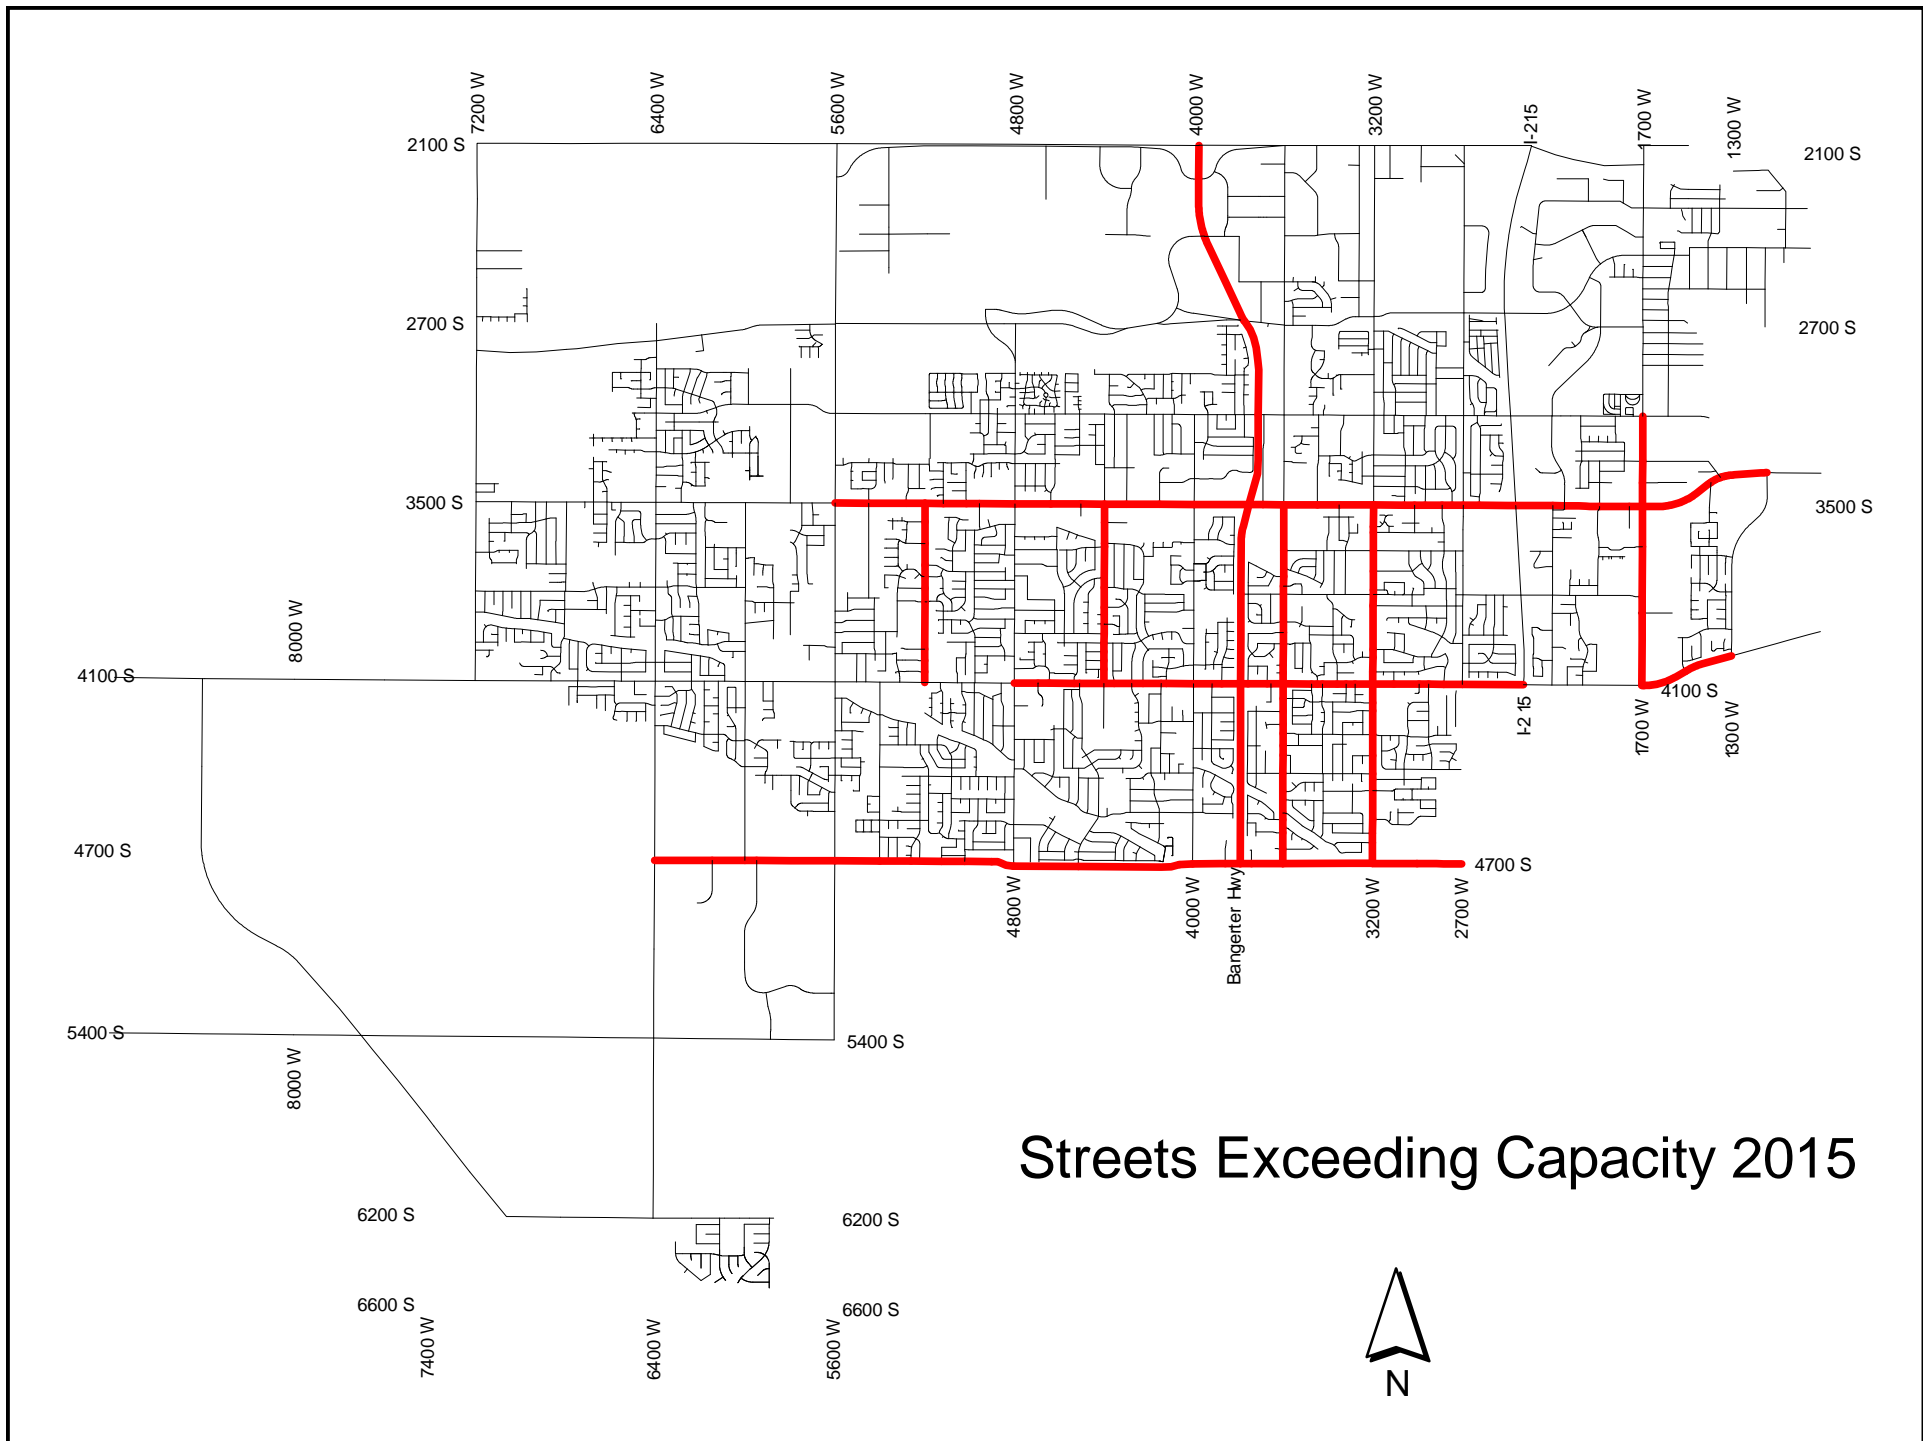 7200 W
6400 W
5600 W
4800 W
4000 W
3200 W
I-215
1700 W
1300 W
2100 S
2100 S
2700 S
2700 S
3500 S
3500 S
8000 W
4100 S
4100 S
I-2 15
1700 W
1300 W
4700 S
4700 S
4800 W
4000 W
Bangerter Hwy
3200 W
2700 W
5400 S
5400 S
8000 W
Streets Exceeding Capacity 2015
6200 S
6200 S
6600 S
6600 S
7400 W
6400 W
5600 W
N